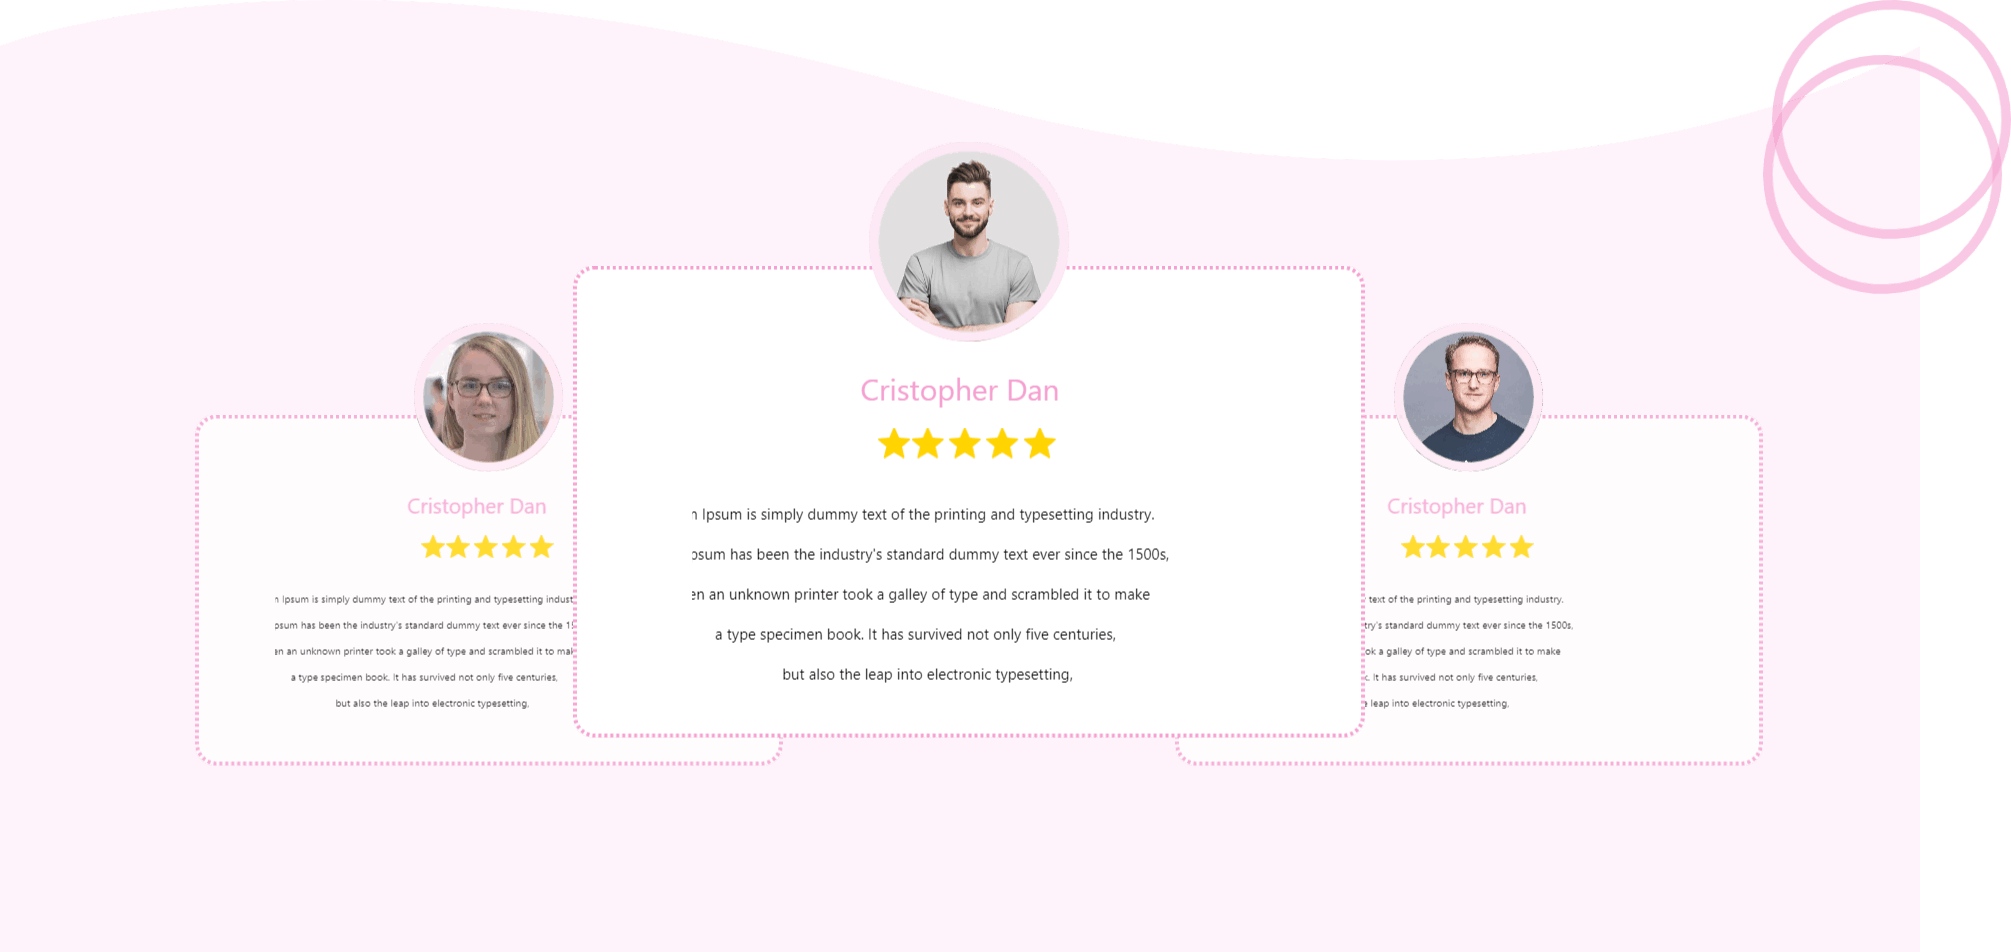 Cristopher Dan
n Ipsum is simply dummy text of the printing and typesetting indust
psum has been the industry's standard dummy text ever since the 15
en an unknown printer took a galley of type and scrambled it to mak
a type specimen book. It has survived not only five centuries,
but also the leap into electronic typesetting,
Cristopher Dan
n Ipsum is simply dummy text of the printing and typesetting industry.
psum has been the industry's standard dummy text ever since the 1500s,
en an unknown printer took a galley of type and scrambled it to make
a type specimen book. It has survived not only five centuries,
but also the leap into electronic typesetting,
Cristopher Dan
text of the printing and typesetting industry.
try's standard dummy text ever since the 1500s,
ok a galley of type and scrambled it to make
It has survived not only five centuries,
leap into electronic typesetting,